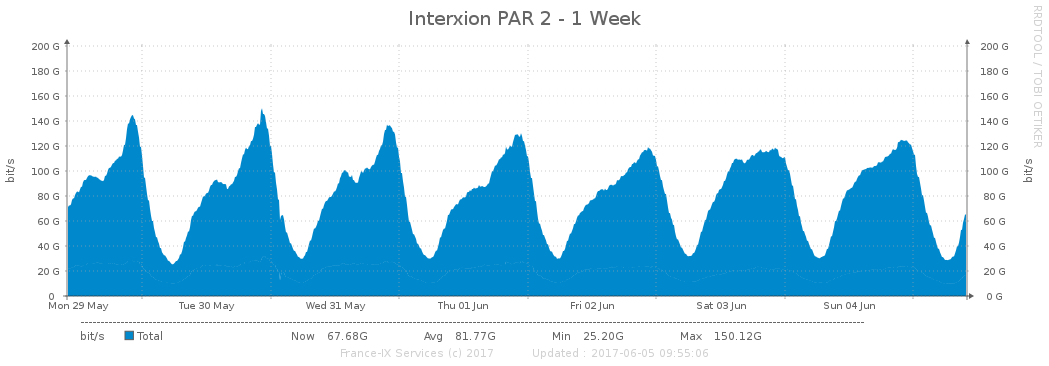 Interxion PAR 2 - 1 Week
RRDTOOL / TOBI OETIKER
bit/s
bit/s
200 G 200 G
180 G 180 G
160 G 160 G
140 G 140 G
120 G 120 G
100 G 100 G
80 G 80 G
60 G 60 G
40 G 40 G
20 G 20 G
0 0 G
Mon 29 May Tue 30 May Wed 31 May Thu 01 Jun Fri 02 Jun Sat 03 Jun Sun 04 Jun
bit/s Total Now 67.68G Avg 81.77G Min 25.20G Max 150.12G
France-IX Services (c) 2017 Updated : 2017-06-05 09:55:06